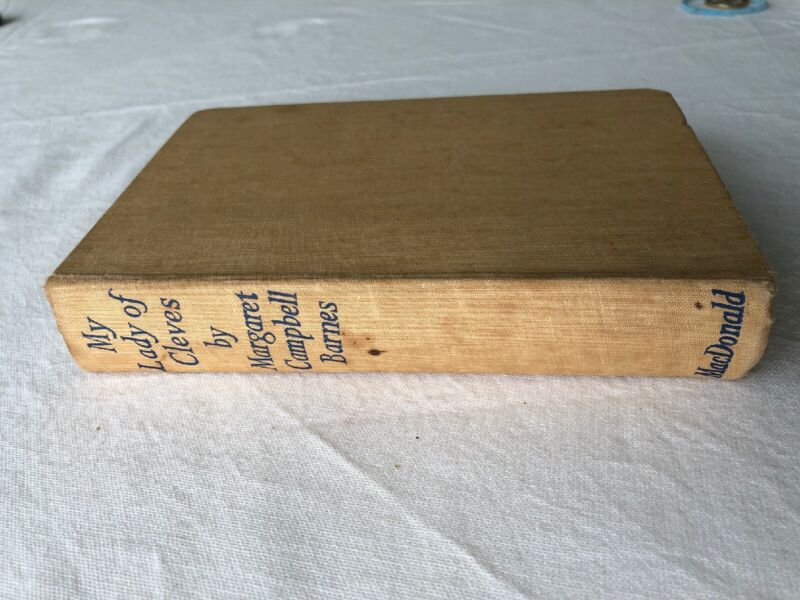 My
Lady of
Cleves
by
Margaret
Campbell
Barnes
MacDonald